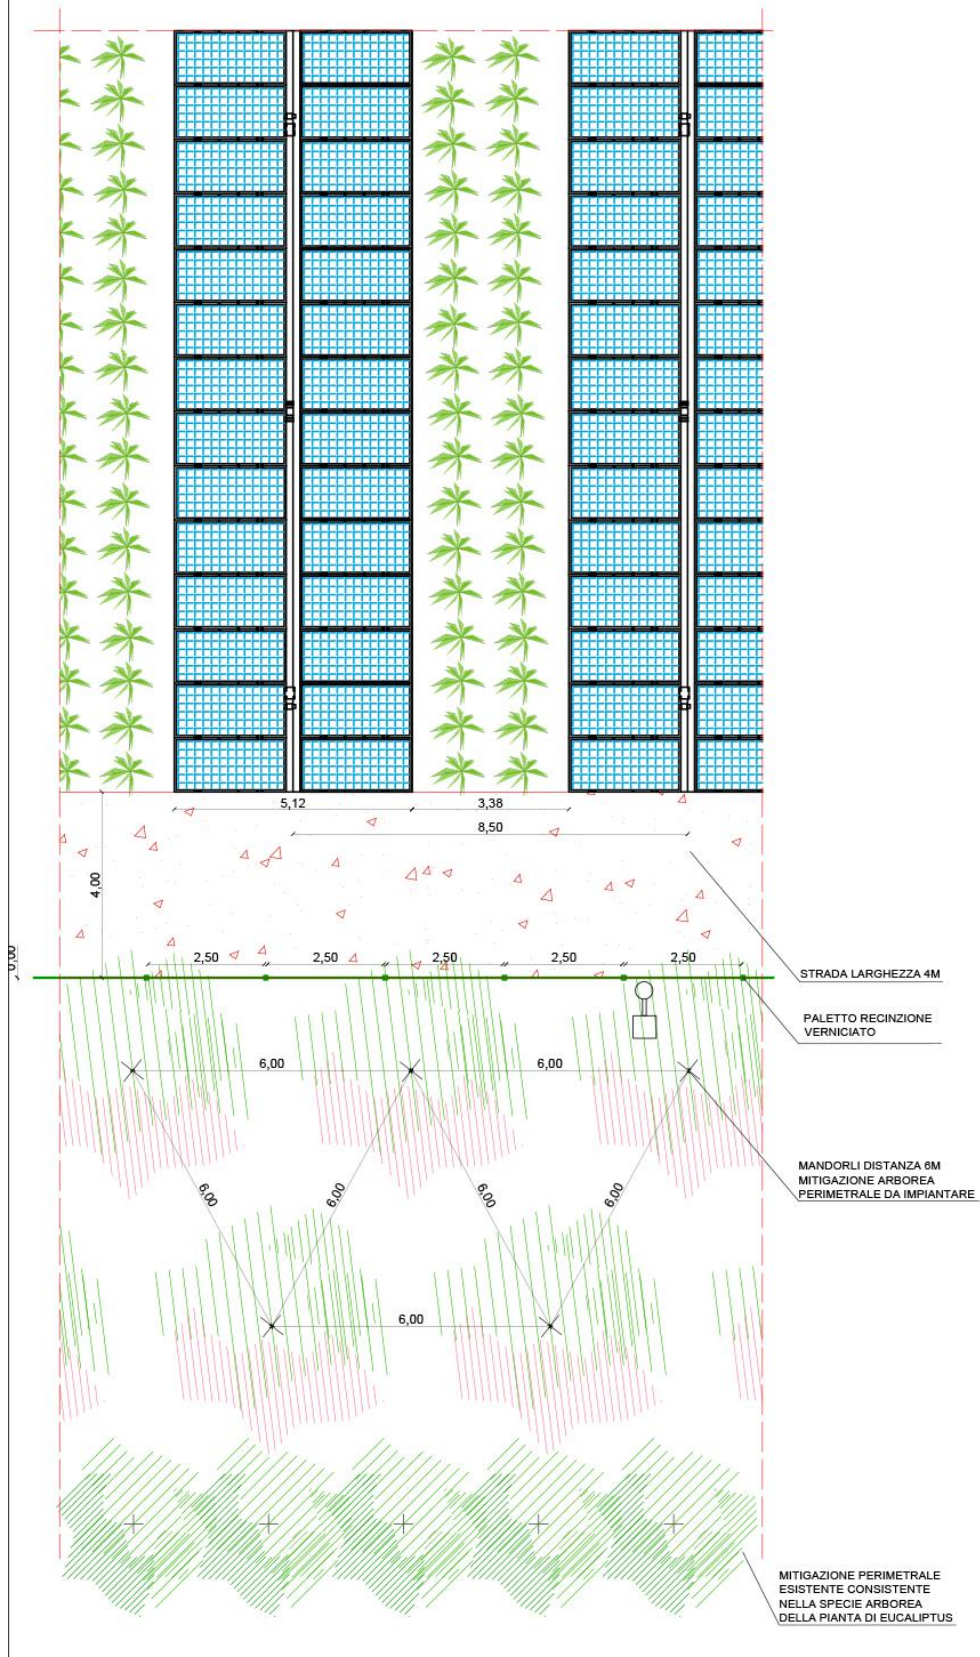 5,12
3,38
8,50
4,00
2,50
2,50
2,50
2,50
2,50
STRADA LARGHEZZA 4M
PALETTO RECINZIONE
VERNICIATO
6,00
6,00
MANDORLI DISTANZA 6M
MITIGAZIONE ARBOREA
PERIMETRALE DA IMPIANTARE
6,00
6,00
6,00
6,00
6,00
MITIGAZIONE PERIMETRALE
ESISTENTE CONSISTENTE
NELLA SPECIE ARBOREA
DELLA PIANTA DI EUCALIPTUS